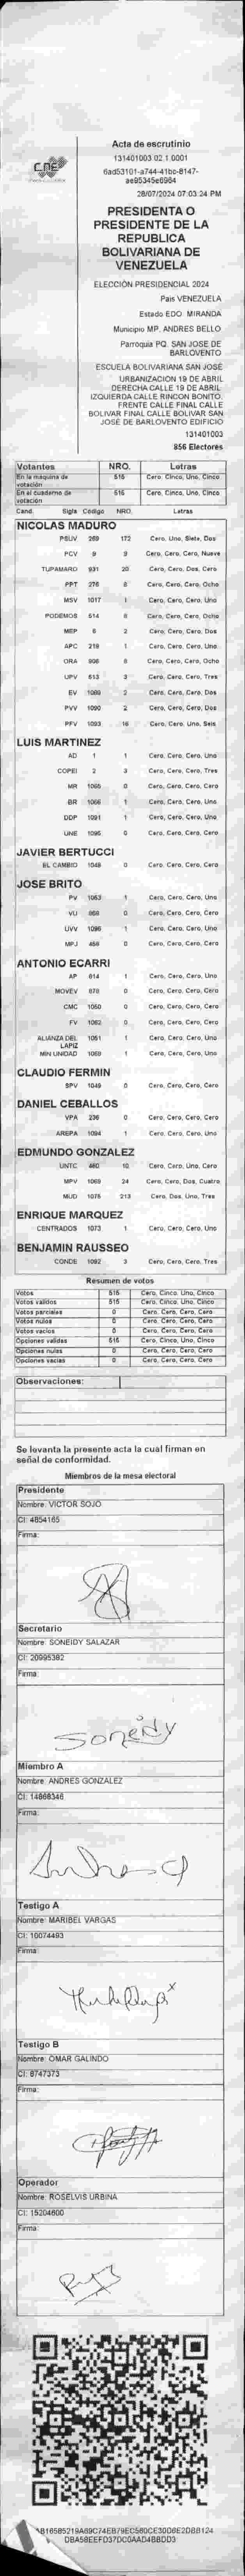 CNE
Acta de escrutinio
131401003.02.1.0001
6ad53101-a744-41bc-8147-
ae95345e6964
28/07/2024 07:03:24 PM
PRESIDENTA O
PRESIDENTE DE LA
REPUBLICA
BOLIVARIANA DE
VENEZUELA
ELECCIÓN PRESIDENCIAL 2024
Pais VENEZUELA
Estado EDO. MIRANDA
Municipio MP. ANDRES BELLO
Parroquia PQ. SAN JOSE DE
BARLOVENTO
ESCUELA BOLIVARIANA SAN JOSÉ
URBANIZACION 19 DE ABRIL
DERECHA CALLE 19 DE ABRIL
IZQUIERDA CALLE RINCON BONITO.
FRENTE CALLE FINAL CALLE
BOLIVAR FINAL CALLE BOLIVAR SAN
JOSÉ DE BARLOVENTO EDIFICIO
131401003
856 Electores
Votantes NRO. Letras
En la máquina de votación 515 Cero, Cinco, Uno, Cinco
En el cuaderno de votación 515 Cero, Cinco, Uno, Cinco
Cand. Sigla Código NRO. Letras
NICOLAS MADURO
PSUV 269 172 Cero, Uno, Siete, Dos
PCV 9 9 Cero, Cero, Cero, Nueve
TUPAMARO 931 20 Cero, Cero, Dos, Cero
PPT 276 8 Cero, Cero, Cero, Ocho
MSV 1017 1 Cero, Cero, Cero, Uno
PODEMOS 514 8 Cero, Cero, Cero, Ocho
MEP 6 2 Cero, Cero, Cero, Dos
APC 219 1 Cero, Cero, Cero, Uno
ORA 998 8 Cero, Cero, Cero, Ocho
UPV 613 3 Cero, Cero, Cero, Tres
EV 1089 2 Cero, Cero, Cero, Dos
PVV 1090 2 Cero, Cero, Cero, Dos
PFV 1093 16 Cero, Cero, Uno, Seis
LUIS MARTINEZ
AD 1 1 Cero, Cero, Cero, Uno
COPEI 2 3 Cero, Cero, Cero, Tres
MR 1065 0 Cero, Cero, Cero, Cero
BR 1066 1 Cero, Cero, Cero, Uno
DDP 1091 1 Cero, Cero, Cero, Uno
UNE 1095 0 Cero, Cero, Cero, Cero
JAVIER BERTUCCI
EL CAMBIO 1048 0 Cero, Cero, Cero, Cero
JOSE BRITO
PV 1053 1 Cero, Cero, Cero, Uno
VU 868 0 Cero, Cero, Cero, Cero
UVV 1096 1 Cero, Cero, Cero, Uno
MPJ 458 0 Cero, Cero, Cero, Cero
ANTONIO ECARRI
AP 614 1 Cero, Cero, Cero, Uno
MOVEV 878 0 Cero, Cero, Cero, Cero
CMC 1050 0 Cero, Cero, Cero, Cero
FV 1062 0 Cero, Cero, Cero, Cero
ALIANZA DEL LAPIZ 1051 1 Cero, Cero, Cero, Uno
MIN UNIDAD 1069 1 Cero, Cero, Cero, Uno
CLAUDIO FERMIN
SPV 1049 0 Cero, Cero, Cero, Cero
DANIEL CEBALLOS
VPA 236 0 Cero, Cero, Cero, Cero
AREPA 1094 1 Cero, Cero, Cero, Uno
EDMUNDO GONZALEZ
UNTC 460 10 Cero, Cero, Uno, Cero
MPV 1069 24 Cero, Cero, Dos, Cuatro
MUD 1075 213 Cero, Dos, Uno, Tres
ENRIQUE MARQUEZ
CENTRADOS 1073 1 Cero, Cero, Cero, Uno
BENJAMIN RAUSSEO
CONDE 1092 3 Cero, Cero, Cero, Tres
Resumen de votos
Votos 515 Cero, Cinco, Uno, Cinco
Votos validos 515 Cero, Cinco, Uno, Cinco
Votos parciales 0 Cero, Cero, Cero, Cero
Votos nulos 0 Cero, Cero, Cero, Cero
Votos vacios 0 Cero, Cero, Cero, Cero
Opciones validas 515 Cero, Cinco, Uno, Cinco
Opciones nulas 0 Cero, Cero, Cero, Cero
Opciones vacias 0 Cero, Cero, Cero, Cero
Observaciones:
Se levanta la presente acta la cual firman en
señal de conformidad.
Miembros de la mesa electoral
Presidente
Nombre: VICTOR SOJO
CI: 4854165
Firma:
Secretario
Nombre: SONEIDY SALAZAR
CI: 20995392
Firma:
Soneidy
Miembro A
Nombre: ANDRES GONZALEZ
CI: 14868346
Firma:
Testigo A
Nombre: MARIBEL VARGAS
CI: 10074493
Firma:
Testigo B
Nombre: OMAR GALINDO
CI: 6747373
Firma:
Operador
Nombre: ROSELVIS URBINA
CI: 15204600
Firma: